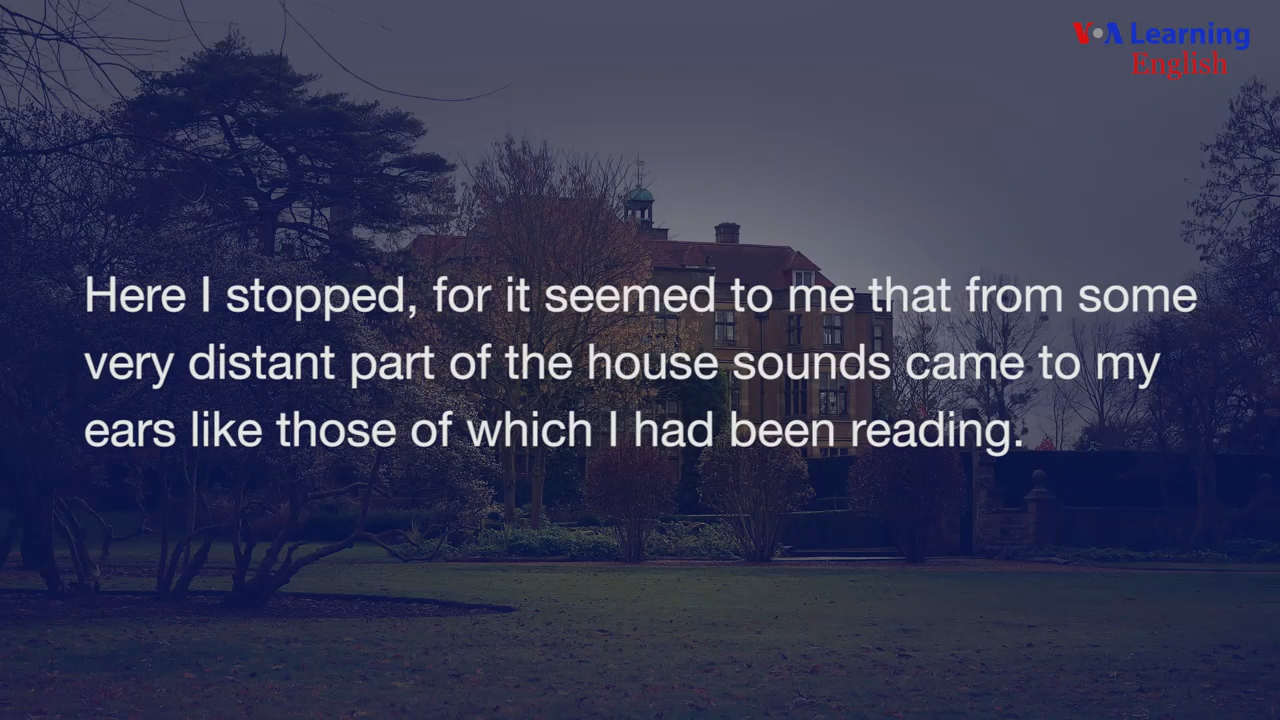 VOA Learning
English
Here I stopped, for it seemed to me that from some
very distant part of the house sounds came to my
ears like those of which I had been reading.